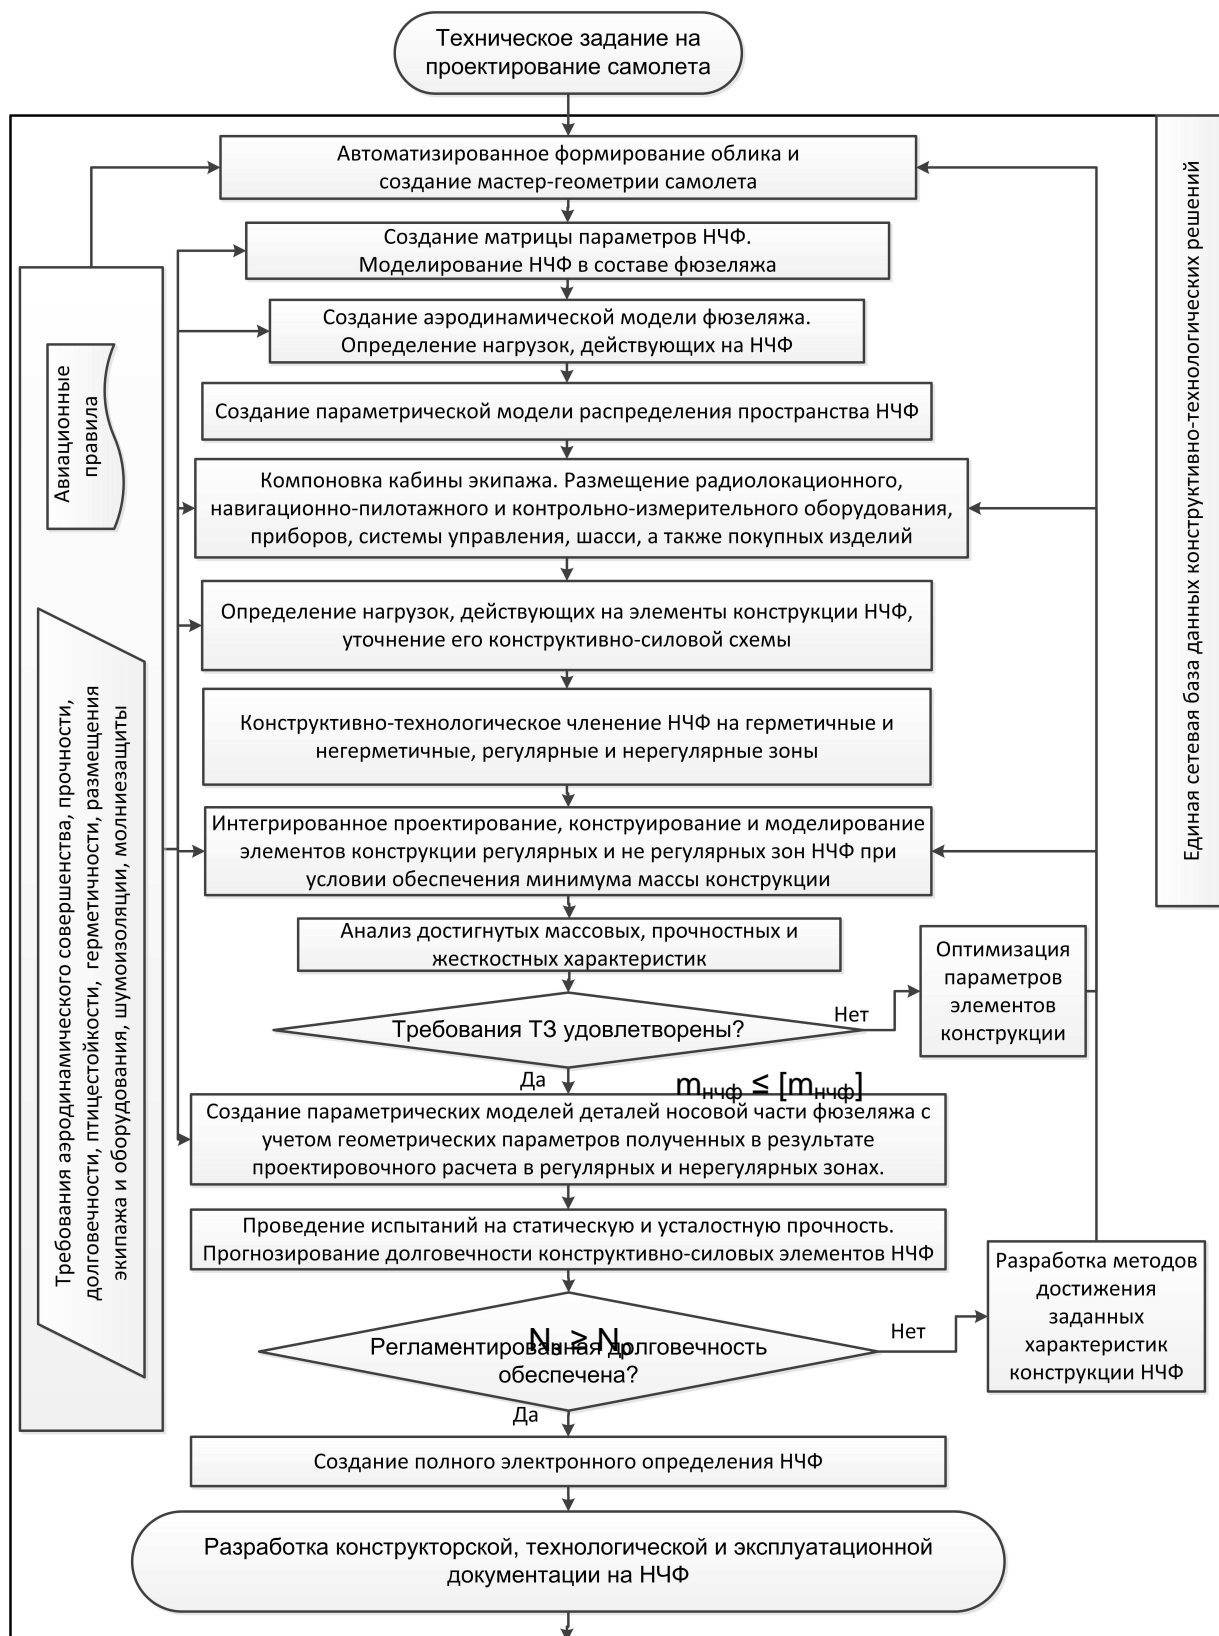 Техническое задание на
проектирование самолета
Автоматизированное формирование облика и
создание мастер-геометрии самолета
Создание матрицы параметров НЧФ.
Моделирование НЧФ в составе фюзеляжа
Создание аэродинамической модели фюзеляжа.
Определение нагрузок, действующих на НЧФ
Создание параметрической модели распределения пространства НЧФ
Компоновка кабины экипажа. Размещение радиолокационного,
навигационно-пилотажного и контрольно-измерительного оборудования,
приборов, системы управления, шасси, а также покупных изделий
Определение нагрузок, действующих на элементы конструкции НЧФ,
уточнение его конструктивно-силовой схемы
Конструктивно-технологическое членение НЧФ на герметичные и
негерметичные, регулярные и нерегулярные зоны
Интегрированное проектирование, конструирование и моделирование
элементов конструкции регулярных и не регулярных зон НЧФ при
условии обеспечения минимума массы конструкции
Анализ достигнутых массовых, прочностных и
жесткостных характеристик
Требования ТЗ удовлетворены?
Нет
Оптимизация
параметров
элементов
конструкции
Да
mнчф ≤ [mнчф]
Создание параметрических моделей деталей носовой части фюзеляжа с
учетом геометрических параметров полученных в результате
проектировочного расчета в регулярных и нерегулярных зонах.
Проведение испытаний на статическую и усталостную прочность.
Прогнозирование долговечности конструктивно-силовых элементов НЧФ
Регламентированная долговечность
обеспечена?
Нет
Разработка методов
достижения
заданных
характеристик
конструкции НЧФ
Да
Создание полного электронного определения НЧФ
Разработка конструкторской, технологической и эксплуатационной
документации на НЧФ
Авиационные
правила
Требования аэродинамического совершенства, прочности,
долговечности, птицестойкости, герметичности, размещения
экипажа и оборудования, шумоизоляции, молниезащиты
Единая сетевая база данных конструктивно-технологических решений